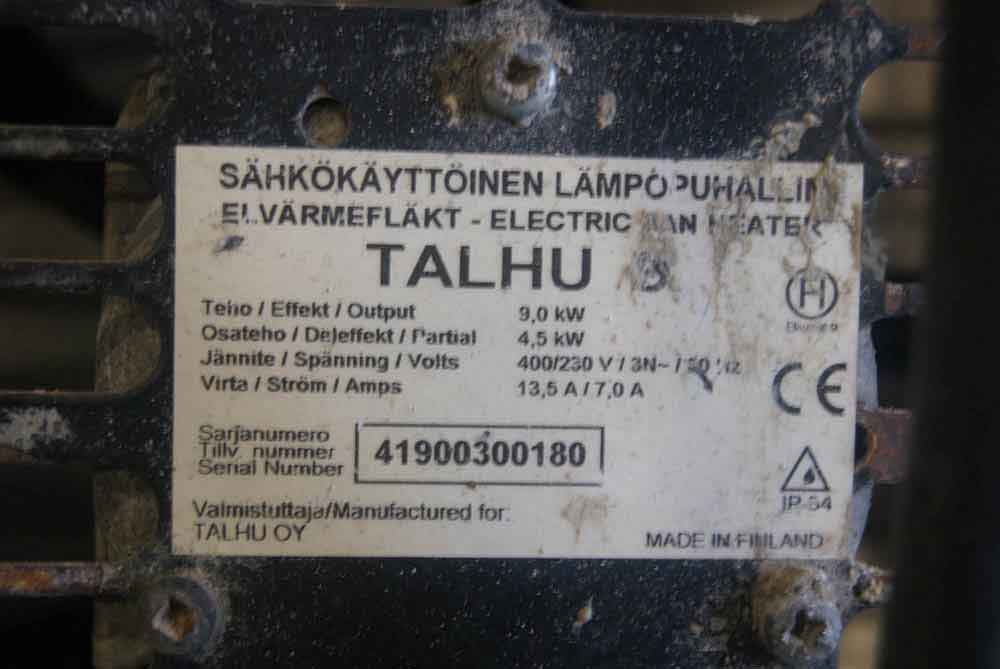 SÄHKÖKÄYTTÖINEN LÄMPÖPUHALLIN
ELVÄRMEFLÄKT - ELECTRIC FAN HEATER
TALHU
Teho / Effekt / Output 9,0 kW
Osateho / Deleffekt / Partial 4,5 kW
Jännite / Spänning / Volts 400/230 V / 3N~ / 50 Hz
Virta / Ström / Amps 13,5 A / 7,0 A
H
CE
Sarjanumero
Tillv. nummer
Serial Number
41900300180
IP 54
Valmistuttaja/Manufactured for:
TALHU OY
MADE IN FINLAND